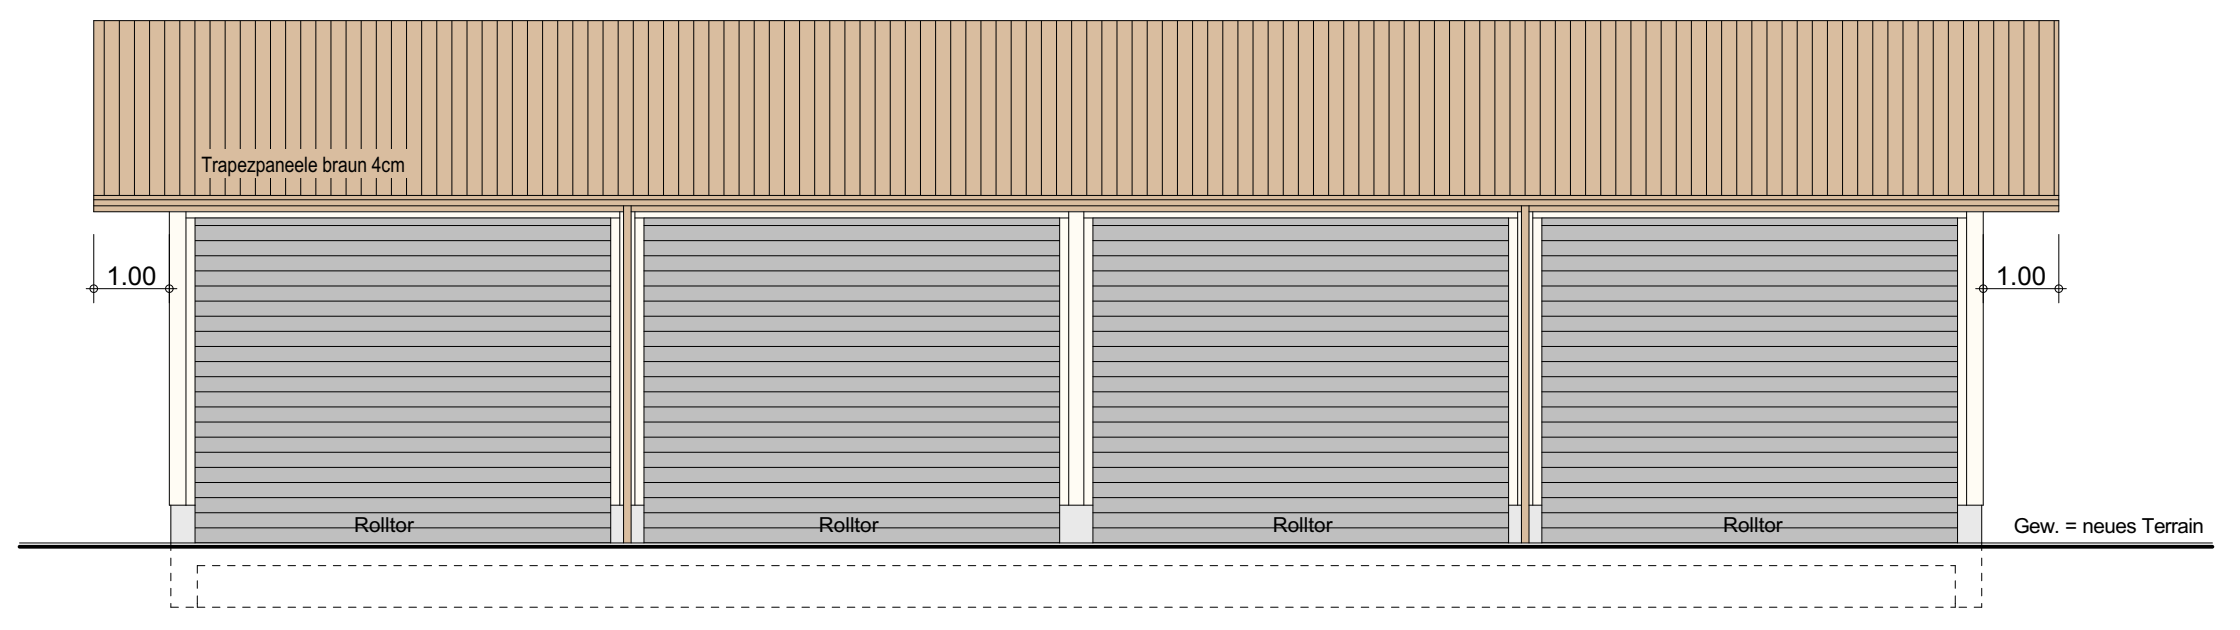 Trapezpaneele braun 4cm
1.00
1.00
Rolltor
Rolltor
Rolltor
Rolltor
Gew. = neues Terrain